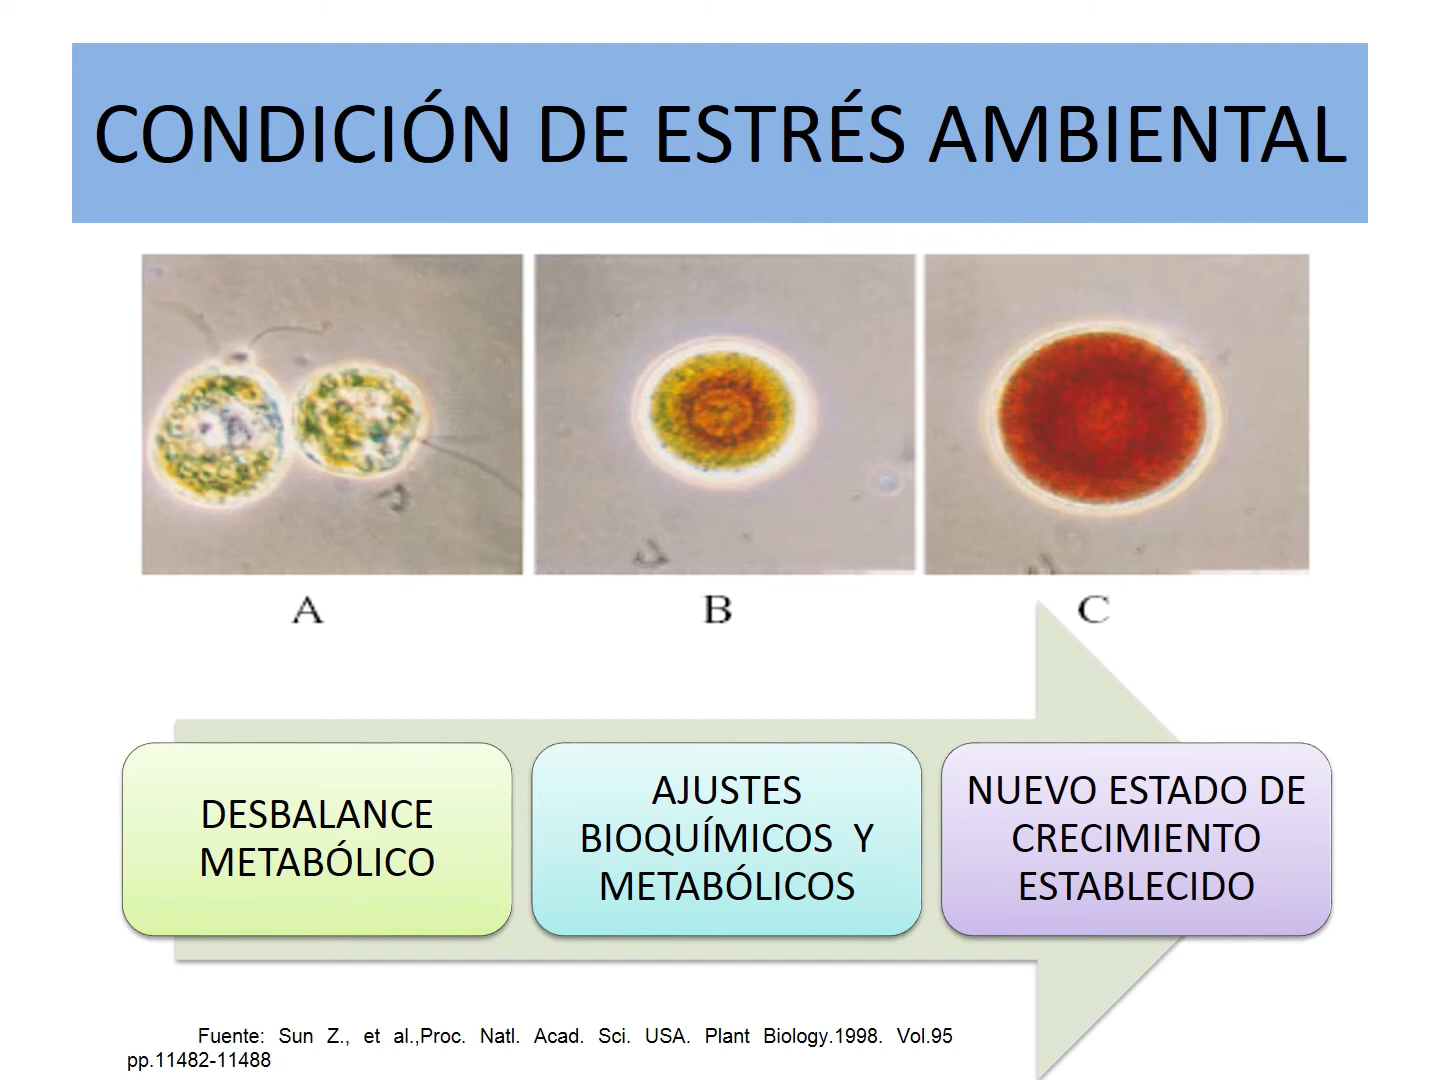 CONDICIÓN DE ESTRÉS AMBIENTAL
A
B
C
DESBALANCE
METABÓLICO
AJUSTES
BIOQUÍMICOS Y
METABÓLICOS
NUEVO ESTADO DE
CRECIMIENTO
ESTABLECIDO
Fuente: Sun Z., et al.,Proc. Natl. Acad. Sci. USA. Plant Biology.1998. Vol.95
pp.11482-11488